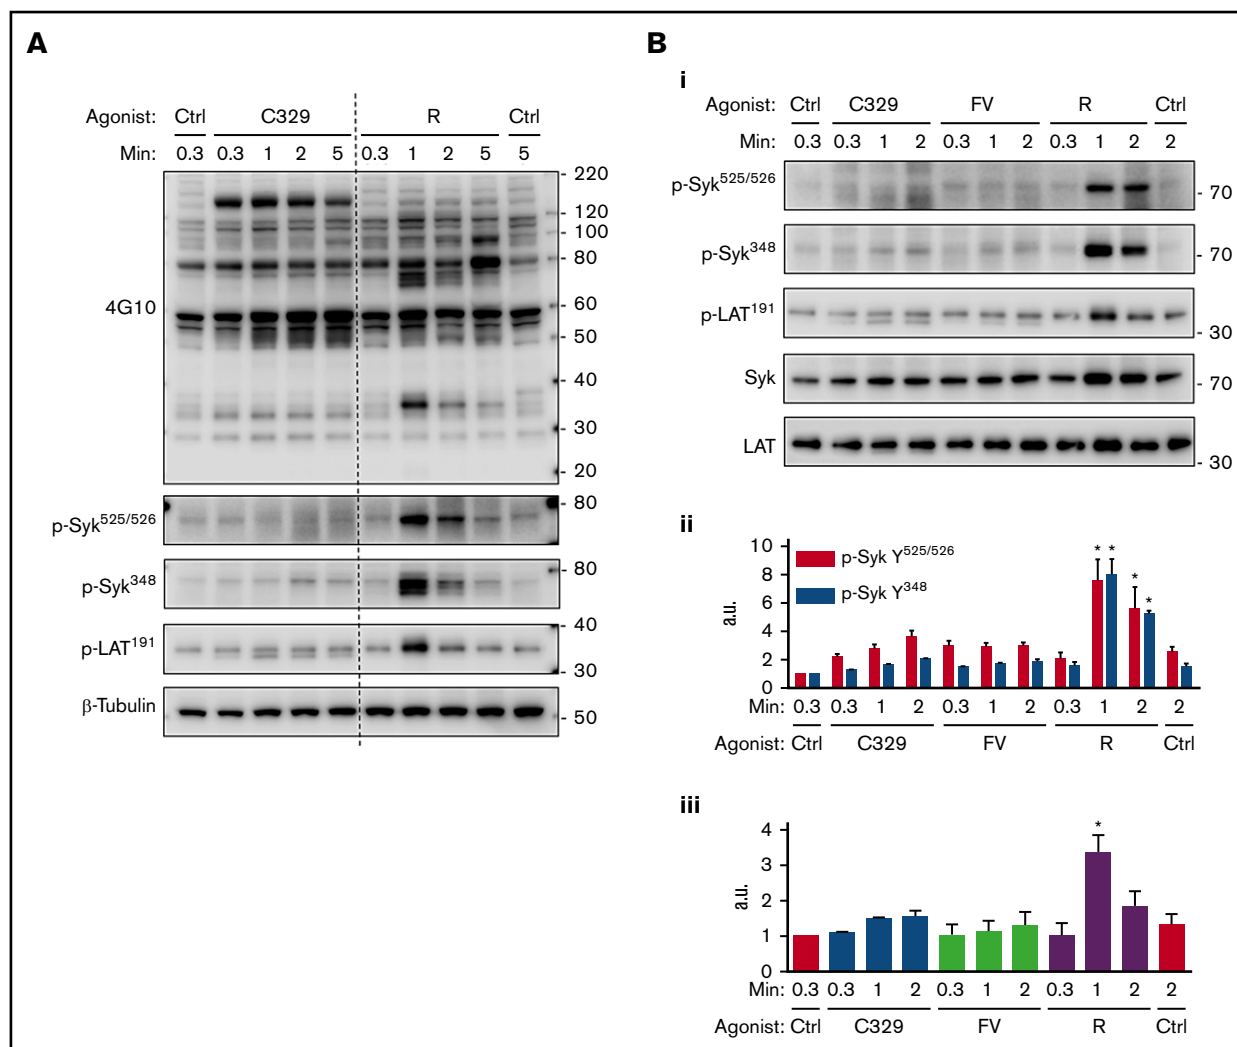 A
Agonist: Ctrl C329 R Ctrl
Min: 0.3 0.3 1 2 5 0.3 1 2 5 5
4G10
220
120
100
80
60
50
40
30
20
p-Syk525/526
80
p-Syk348
80
p-LAT191
40
30
β-Tubulin
50
B
i
Agonist: Ctrl C329 FV R Ctrl
Min: 0.3 0.3 1 2 0.3 1 2 0.3 1 2 2
p-Syk525/526
70
p-Syk348
70
p-LAT191
30
Syk
70
LAT
30
ii
a.u.
10
8
6
4
2
0
p-Syk Y525/526
p-Syk Y348
* * * *
Min: 0.3 0.3 1 2 0.3 1 2 0.3 1 2 2
Agonist: Ctrl C329 FV R Ctrl
iii
a.u.
4
3
2
1
0
*
Min: 0.3 0.3 1 2 0.3 1 2 0.3 1 2 2
Agonist: Ctrl C329 FV R Ctrl